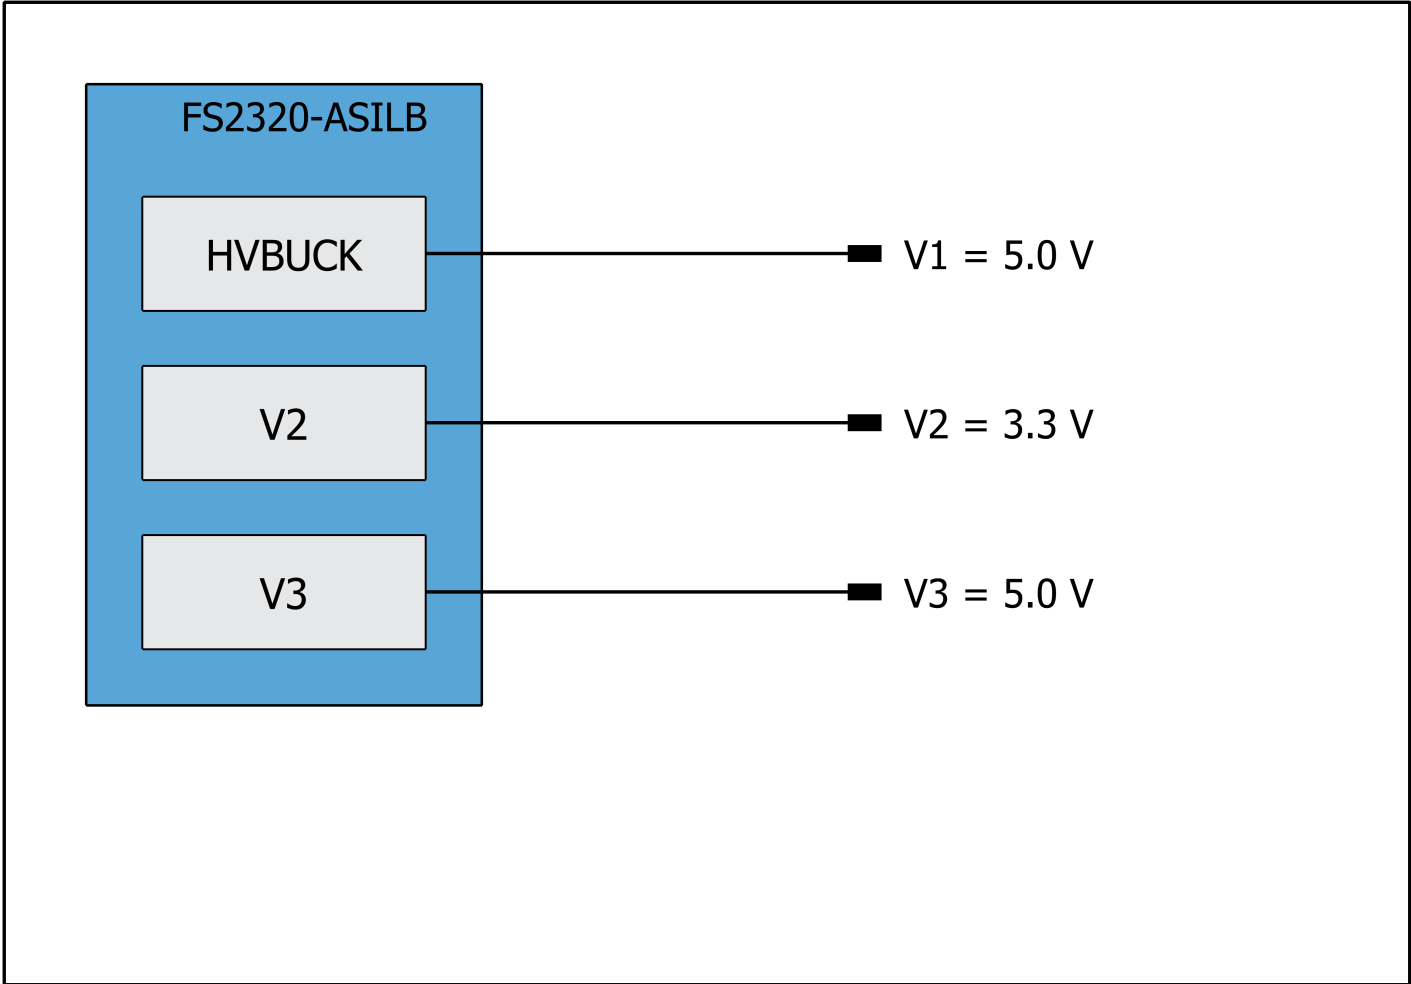 FS2320-ASILB
HVBUCK
V1 = 5.0 V
V2
V2 = 3.3 V
V3
V3 = 5.0 V